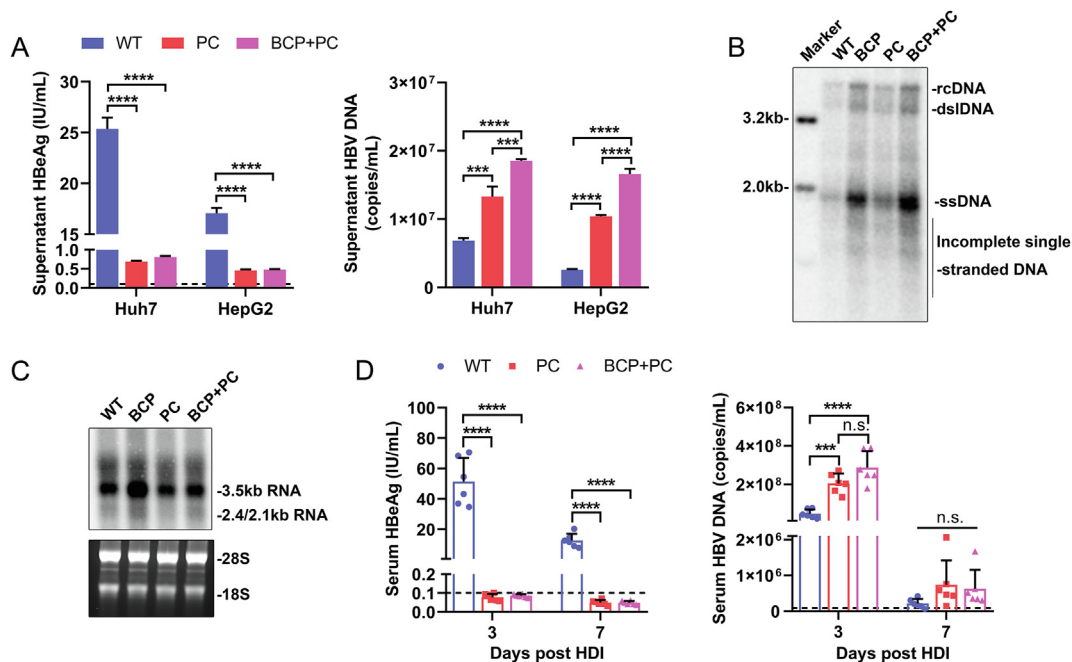 A
WT PC BCP+PC
Supernatant HBeAg (IU/mL)
30
25
20
15
1.0
0.5
0.0
****
****
****
****
Huh7 HepG2
Supernatant HBV DNA
(copies/mL)
3×10⁷
2×10⁷
1×10⁷
0
****
***
***
****
****
****
Huh7 HepG2
B
Marker WT BCP PC BCP+PC
3.2kb-
2.0kb-
-rcDNA
-dslDNA
-ssDNA
Incomplete single
-stranded DNA
C
WT BCP PC BCP+PC
-3.5kb RNA
-2.4/2.1kb RNA
-28S
-18S
D
WT PC BCP+PC
Serum HBeAg (IU/mL)
100
80
60
40
20
0.1
0.0
****
****
****
****
3 7
Days post HDI
Serum HBV DNA (copies/mL)
6×10⁸
4×10⁸
2×10⁸
2×10⁶
1×10⁶
0
****
n.s.
***
n.s.
3 7
Days post HDI